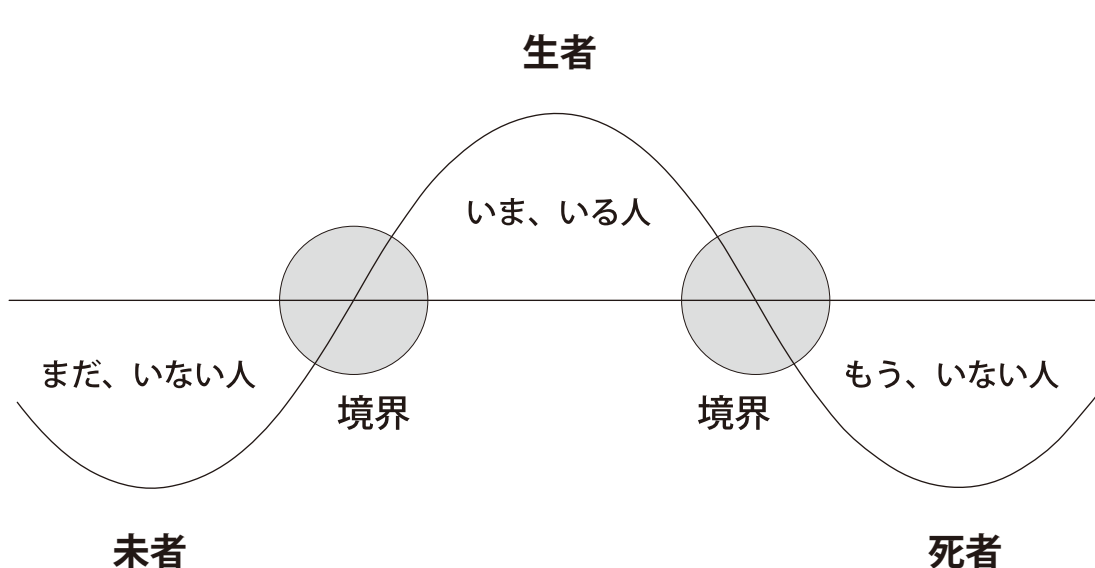 生者
いま、いる人
まだ、いない人
もう、いない人
境界
境界
未者
死者